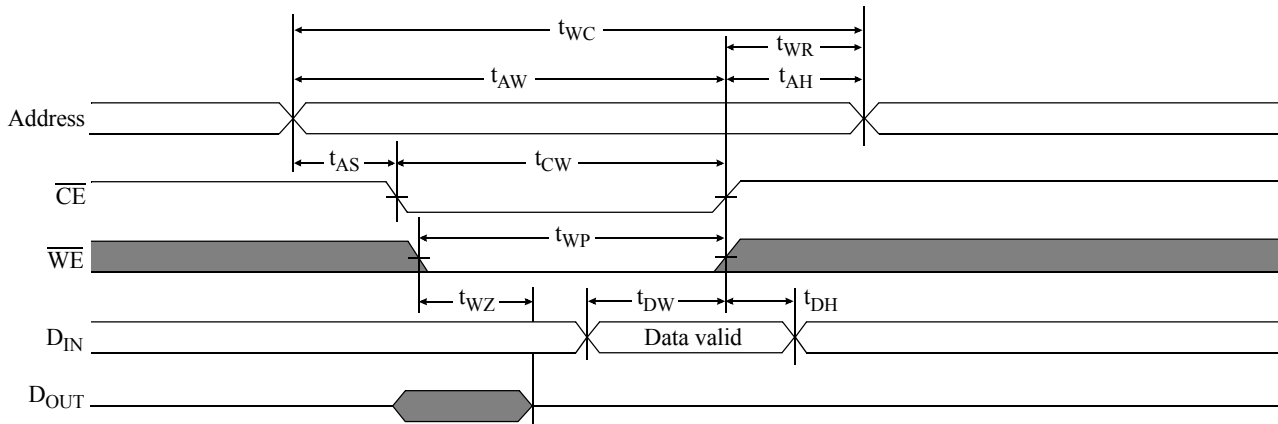 tWC
tWR
tAW
tAH
Address
tAS
tCW
CE
tWP
WE
tWZ
tDW
tDH
DIN
Data valid
DOUT